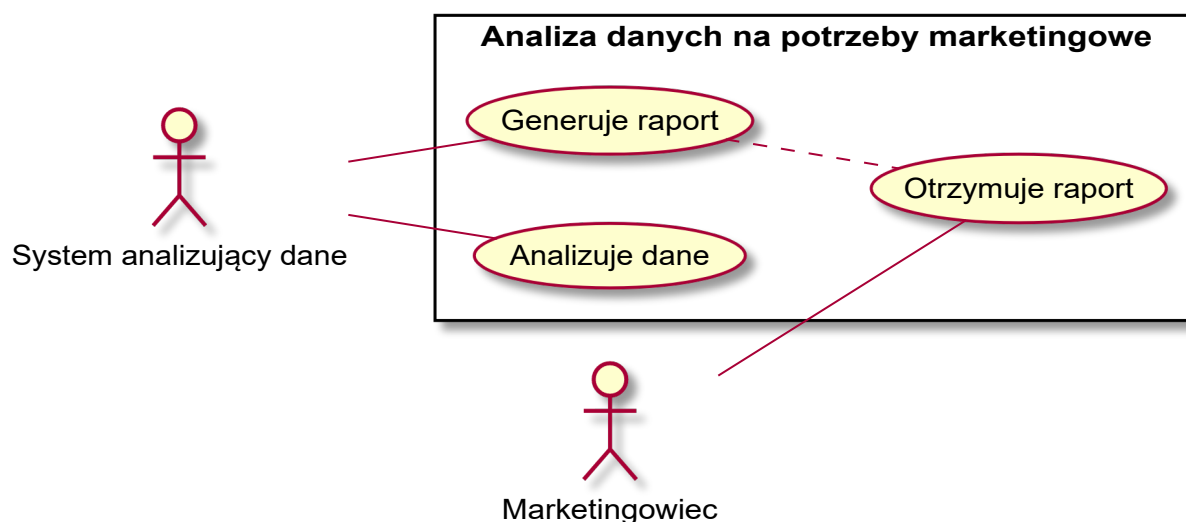 Analiza danych na potrzeby marketingowe
Generuje raport
Otrzymuje raport
System analizujący dane
Analizuje dane
Marketingowiec